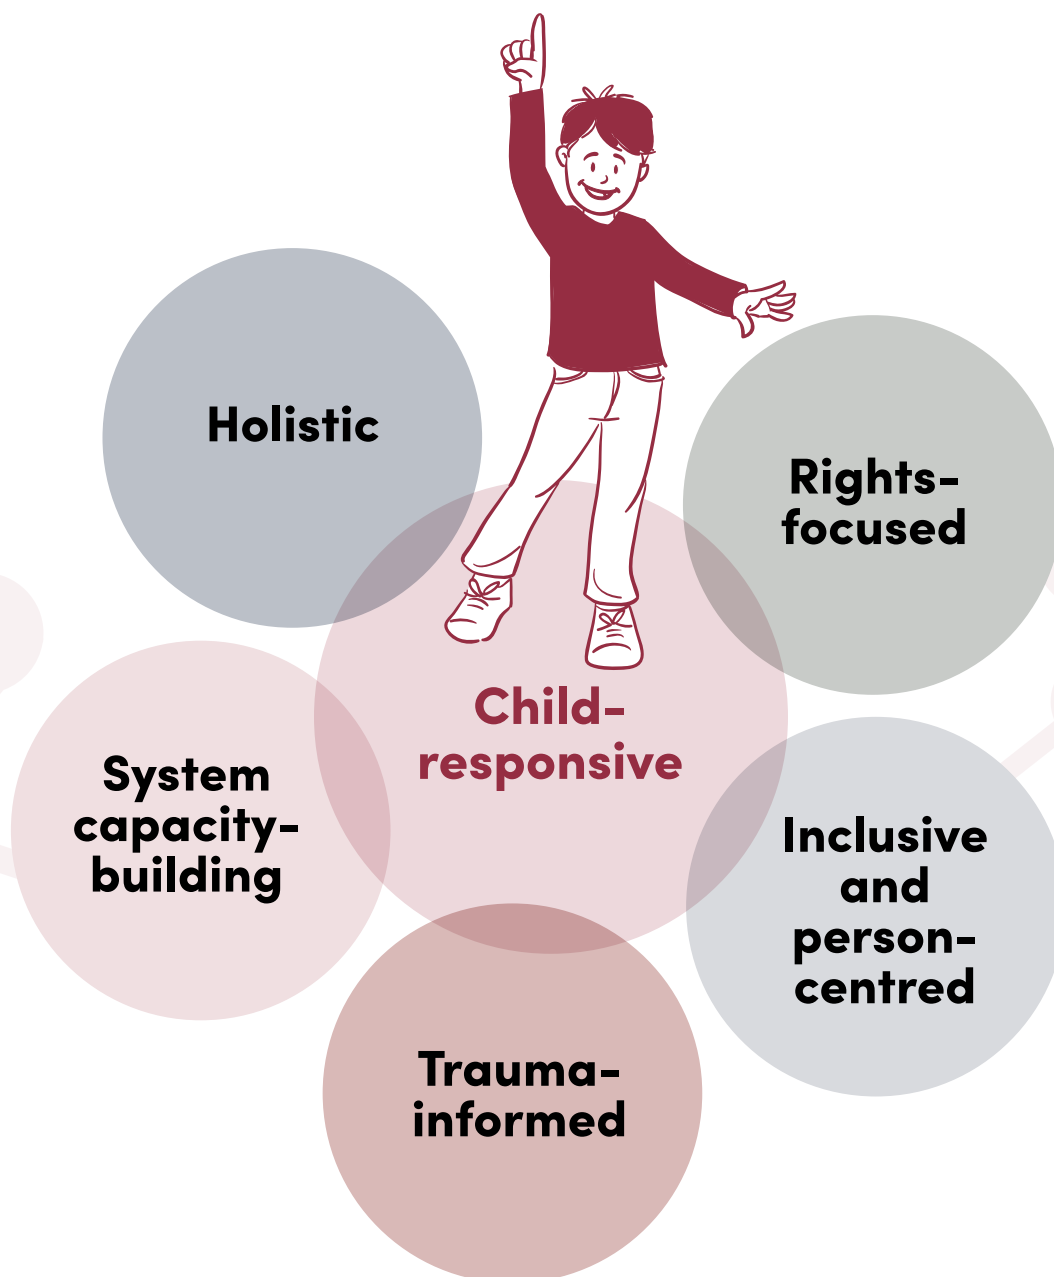 Holistic
Rights-
focused
Child-
responsive
System
capacity-
building
Inclusive
and
person-
centred
Trauma-
informed